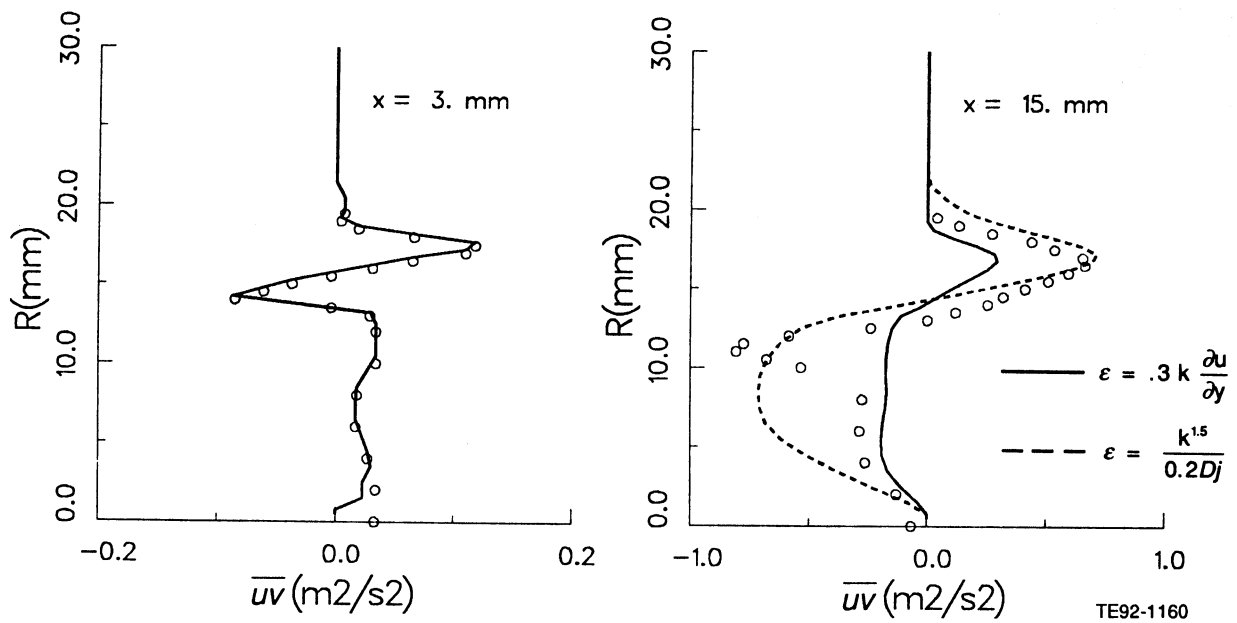 30.0
20.0
10.0
0.0
R(mm)
x = 3. mm
-0.2
0.0
0.2
uv (m2/s2)
30.0
20.0
10.0
0.0
R(mm)
x = 15. mm
ε = .3 k ∂u/∂y
ε = k^1.5/0.2Dj
-1.0
0.0
1.0
uv (m2/s2)
TE92-1160